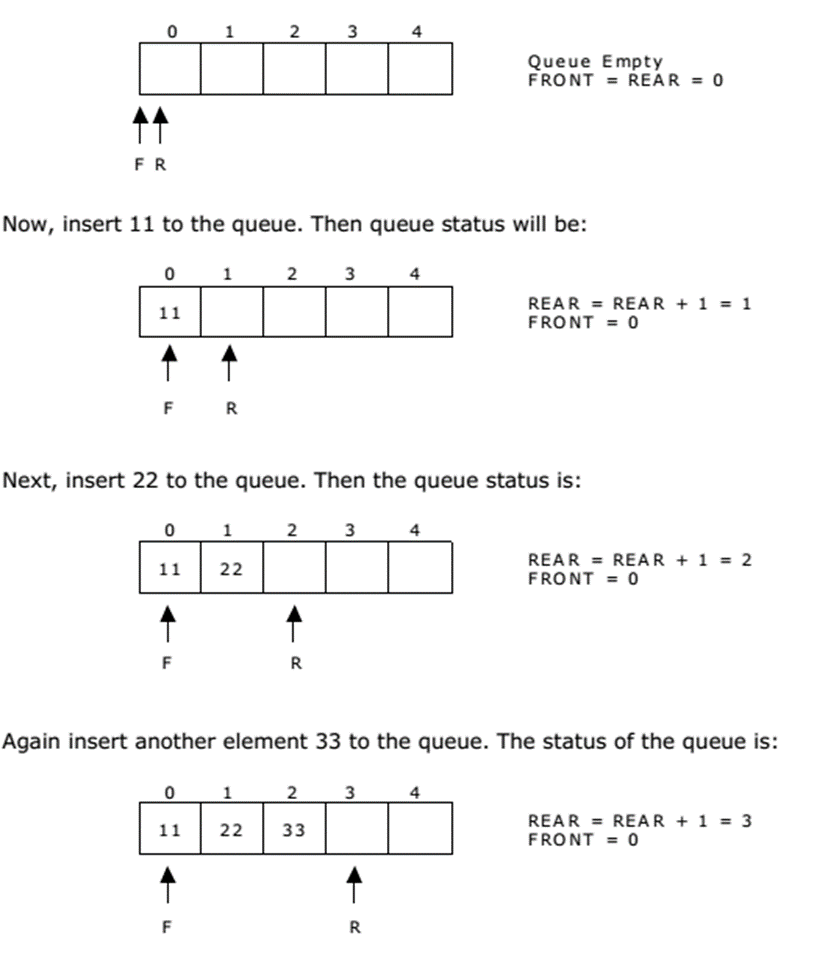 0 1 2 3 4
Queue Empty
FRONT = REAR = 0
F R
Now, insert 11 to the queue. Then queue status will be:
0 1 2 3 4
11
REAR = REAR + 1 = 1
FRONT = 0
F R
Next, insert 22 to the queue. Then the queue status is:
0 1 2 3 4
11 22
REAR = REAR + 1 = 2
FRONT = 0
F R
Again insert another element 33 to the queue. The status of the queue is:
0 1 2 3 4
11 22 33
REAR = REAR + 1 = 3
FRONT = 0
F R